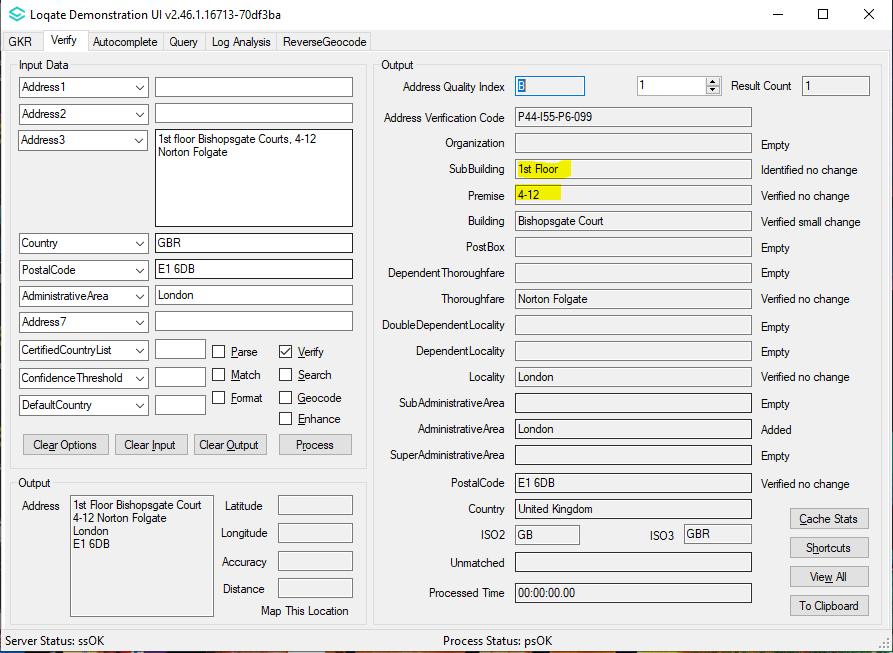 Loqate Demonstration UI v2.46.1.16713-70df3ba
GKR Verify Autocomplete Query Log Analysis ReverseGeocode
Input Data
Address1
Address2
Address3 1st floor Bishopsgate Courts, 4-12
Norton Folgate
Country GBR
PostalCode E1 6DB
AdministrativeArea London
Address7
CertifiedCountryList Parse Verify
ConfidenceThreshold Match Search
DefaultCountry Format Geocode
Enhance
Clear Options Clear Input Clear Output Process
Output
Address 1st Floor Bishopsgate Court
4-12 Norton Folgate
London
E1 6DB
Latitude
Longitude
Accuracy
Distance
Map This Location
Output
Address Quality Index B 1 Result Count 1
Address Verification Code P44-I55-P6-099
Organization Empty
SubBuilding 1st Floor Identified no change
Premise 4-12 Verified no change
Building Bishopsgate Court Verified small change
PostBox Empty
DependentThoroughfare Empty
Thoroughfare Norton Folgate Verified no change
DoubleDependentLocality Empty
DependentLocality Empty
Locality London Verified no change
SubAdministrativeArea Empty
AdministrativeArea London Added
SuperAdministrativeArea Empty
PostalCode E1 6DB Verified no change
Country United Kingdom
ISO2 GB ISO3 GBR
Unmatched
Processed Time 00:00:00.00
Cache Stats
Shortcuts
View All
To Clipboard
Server Status: ssOK Process Status: psOK